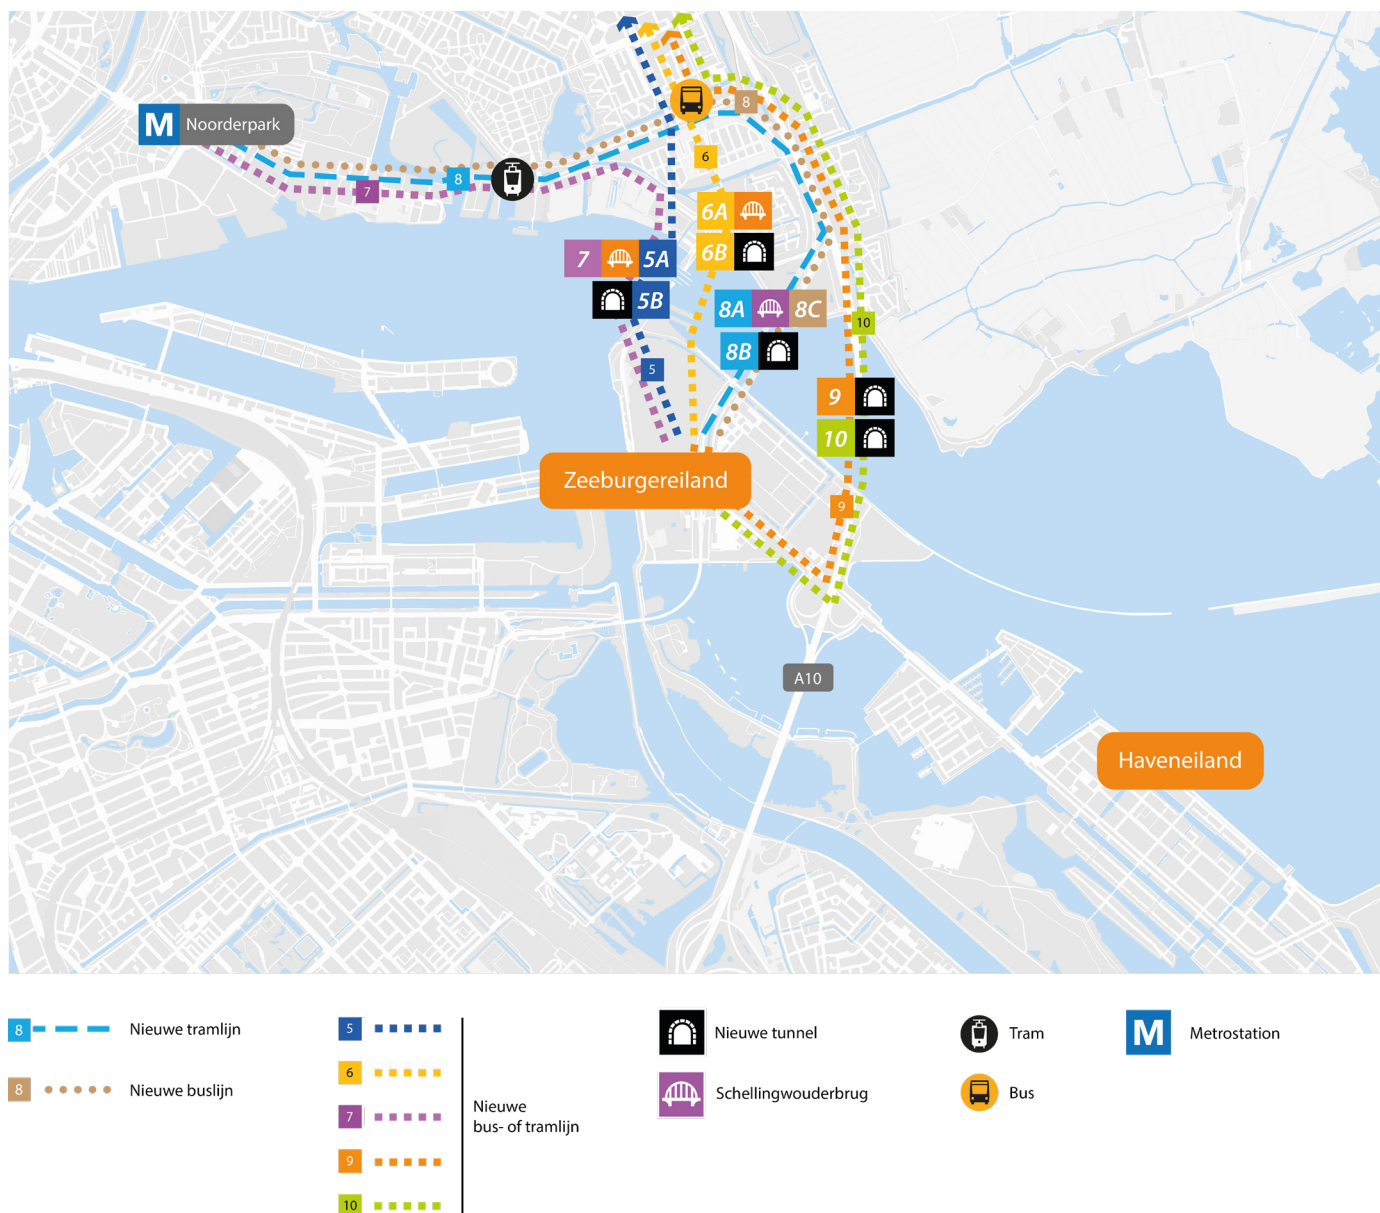 8
M Noorderpark
6
8
7
6A
6B
7 5A
5B
8A 8C
8B
10
5
9
10
9
Zeeburgereiland
A10
Haveneiland
8 Nieuwe tramlijn
8 Nieuwe buslijn
5
6
7
9
10
Nieuwe
bus- of tramlijn
Nieuwe tunnel
Schellingwouderbrug
Tram
Bus
M Metrostation